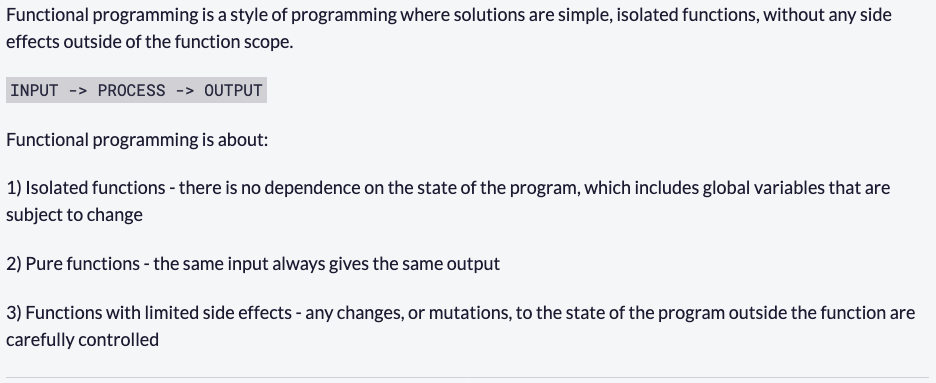 Functional programming is a style of programming where solutions are simple, isolated functions, without any side
effects outside of the function scope.
INPUT -> PROCESS -> OUTPUT
Functional programming is about:
1) Isolated functions - there is no dependence on the state of the program, which includes global variables that are
subject to change
2) Pure functions - the same input always gives the same output
3) Functions with limited side effects - any changes, or mutations, to the state of the program outside the function are
carefully controlled